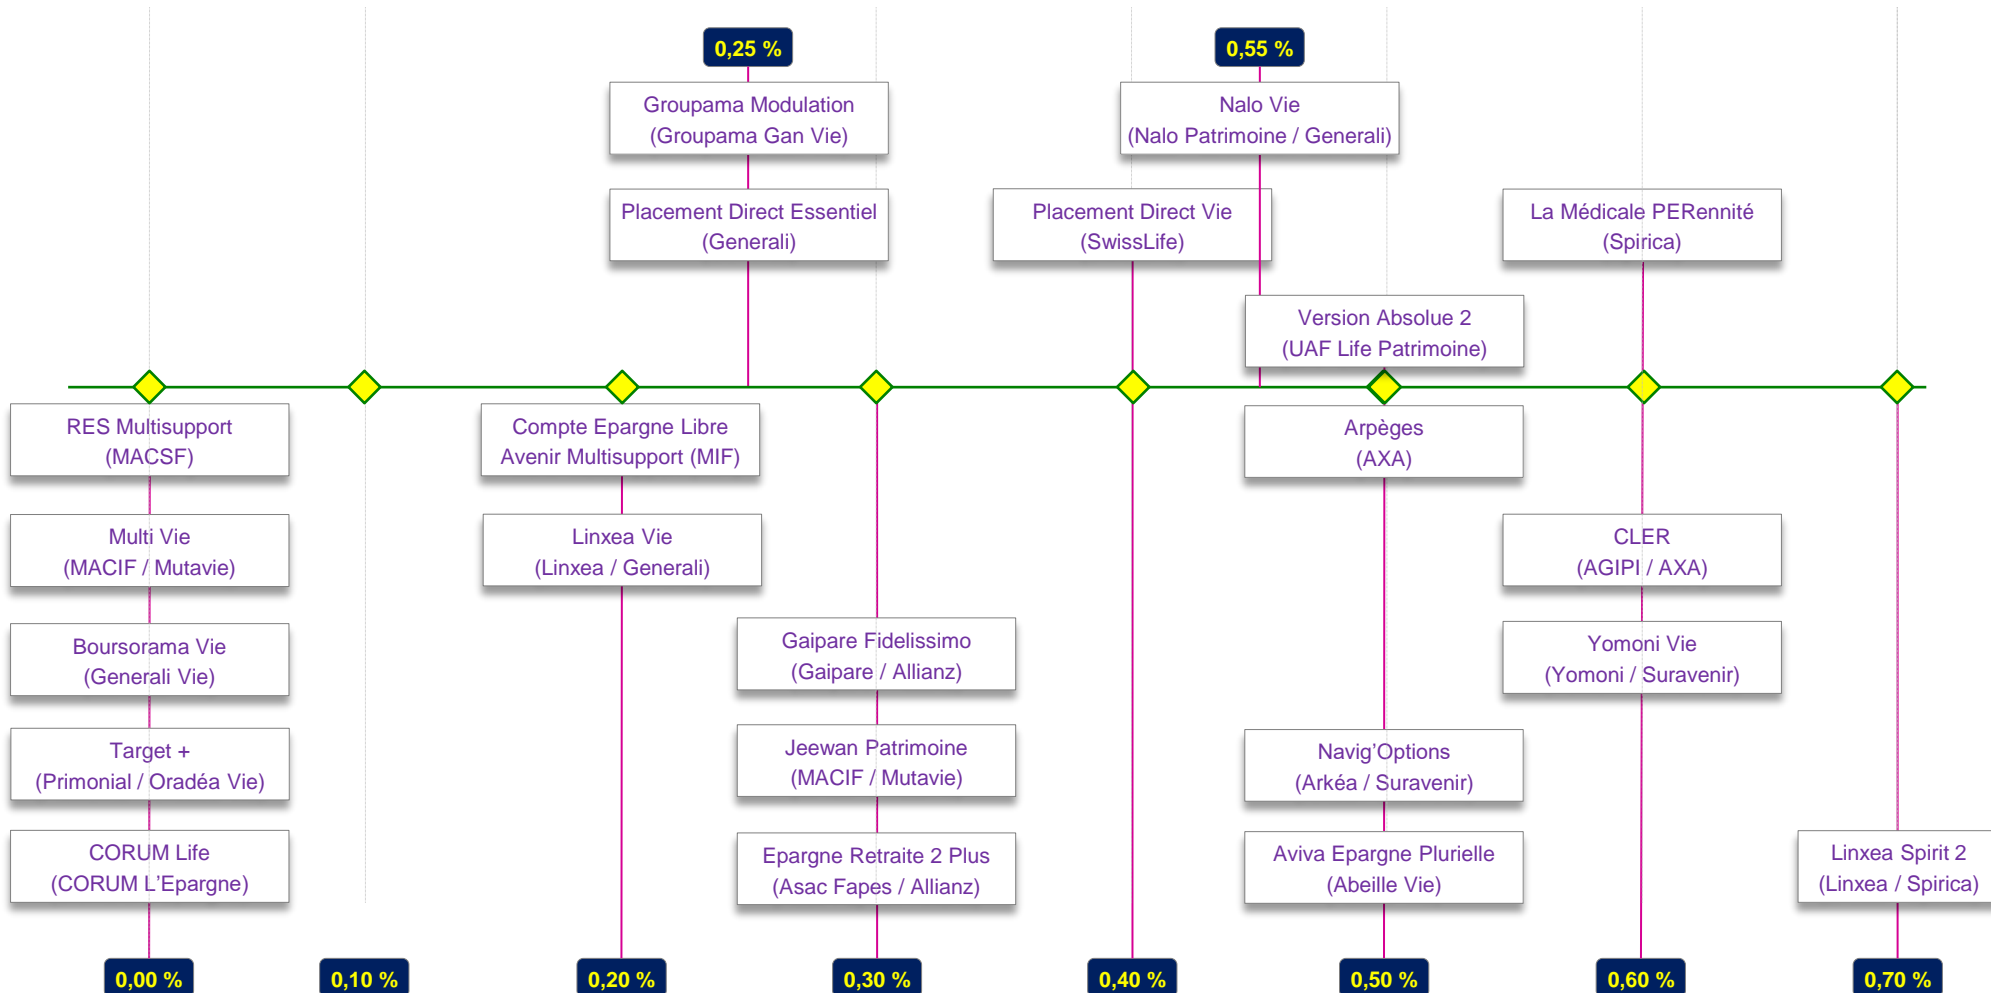 0,25 %
0,55 %
Groupama Modulation
(Groupama Gan Vie)
Nalo Vie
(Nalo Patrimoine / Generali)
Placement Direct Essentiel
(Generali)
Placement Direct Vie
(SwissLife)
La Médicale PERennité
(Spirica)
Version Absolue 2
(UAF Life Patrimoine)
RES Multisupport
(MACSF)
Compte Epargne Libre
Avenir Multisupport (MIF)
Arpèges
(AXA)
Multi Vie
(MACIF / Mutavie)
Linxea Vie
(Linxea / Generali)
CLER
(AGIPI / AXA)
Boursorama Vie
(Generali Vie)
Gaipare Fidelissimo
(Gaipare / Allianz)
Yomoni Vie
(Yomoni / Suravenir)
Target +
(Primonial / Oradéa Vie)
Jeewan Patrimoine
(MACIF / Mutavie)
Navig'Options
(Arkéa / Suravenir)
CORUM Life
(CORUM L'Epargne)
Epargne Retraite 2 Plus
(Asac Fapes / Allianz)
Aviva Epargne Plurielle
(Abeille Vie)
Linxea Spirit 2
(Linxea / Spirica)
0,00 %
0,10 %
0,20 %
0,30 %
0,40 %
0,50 %
0,60 %
0,70 %